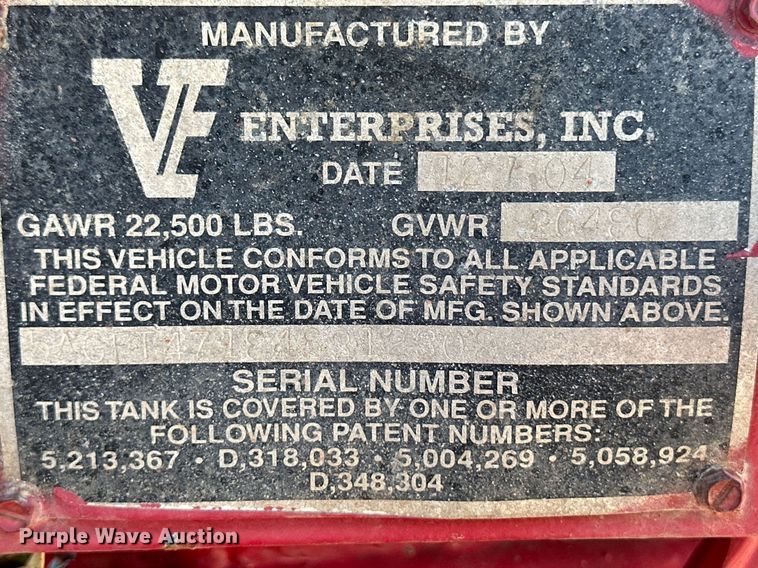 MANUFACTURED BY
VE ENTERPRISES, INC.
DATE 12 7 04
GAWR 22,500 LBS. GVWR
THIS VEHICLE CONFORMS TO ALL APPLICABLE
FEDERAL MOTOR VEHICLE SAFETY STANDARDS
IN EFFECT ON THE DATE OF MFG. SHOWN ABOVE.
SERIAL NUMBER
THIS TANK IS COVERED BY ONE OR MORE OF THE
FOLLOWING PATENT NUMBERS:
5,213,367 • D,318,033 • 5,004,269 • 5,058,924
D,348,304
Purple Wave Auction